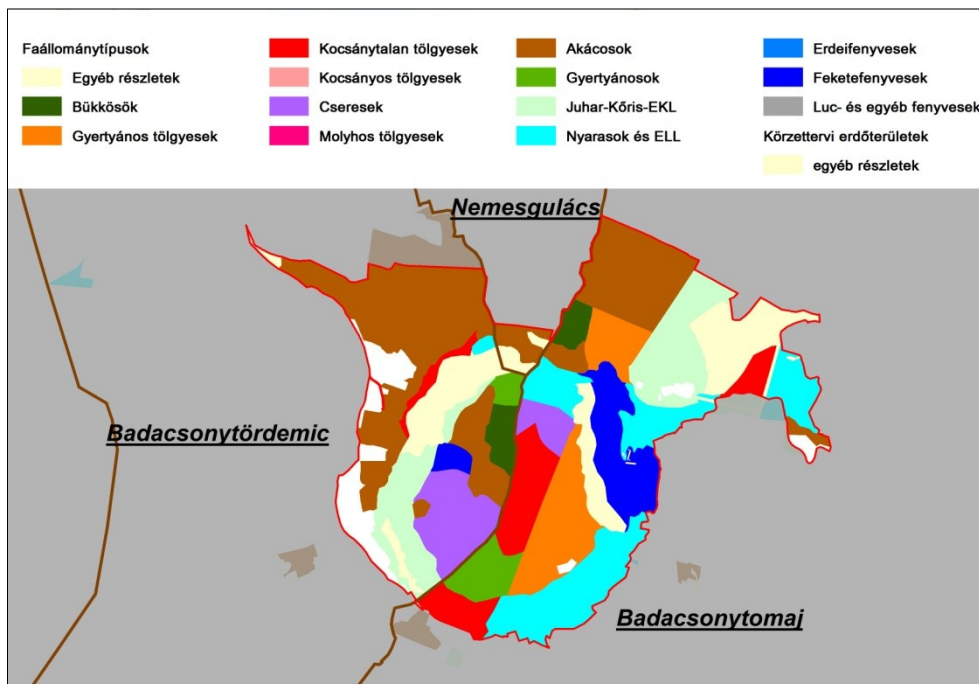 Faállománytípusok
Egyéb részletek
Bükkösök
Gyertyános tölgyesek
Kocsánytalan tölgyesek
Kocsányos tölgyesek
Cseresek
Molyhos tölgyesek
Akácosok
Gyertyánosok
Juhar-Kőris-EKL
Nyarasok és ELL
Erdeifenyvesek
Feketefenyvesek
Luc- és egyéb fenyvesek
Körzettervi erdőterületek
egyéb részletek
Nemesgulács
Badacsonytördemic
Badacsonytomaj